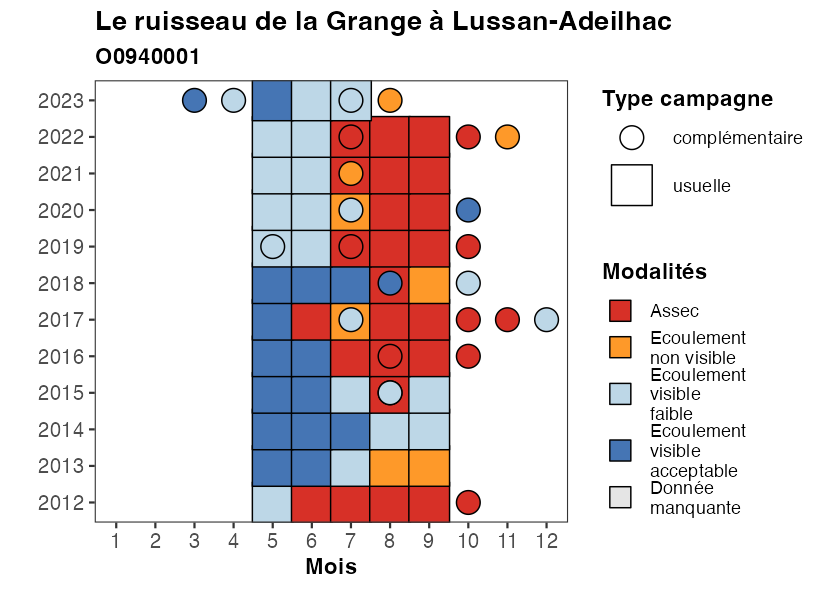 Le ruisseau de la Grange à Lussan-Adeilhac
O0940001
2023
2022
2021
2020
2019
2018
2017
2016
2015
2014
2013
2012
1 2 3 4 5 6 7 8 9 10 11 12
Mois
Type campagne
complémentaire
usuelle
Modalités
Assec
Ecoulement
non visible
Ecoulement
visible
faible
Ecoulement
visible
acceptable
Donnée
manquante